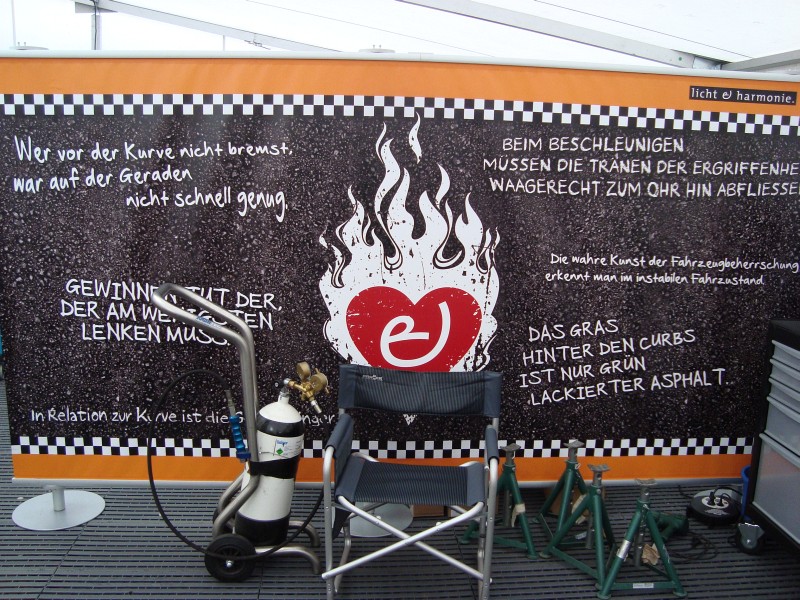 licht & harmonie.
Wer vor der Kurve nicht bremst,
war auf der Geraden
nicht schnell genug.
BEIM BESCHLEUNIGEN
MÜSSEN DIE TRÄNEN DER
WAAGERECHT ZUM OHR HIN
Die wahre Kunst der Fahrzeugbeherrschung
erkennt man im instabilen Fahrzustand.
GEWINNEN TUT DER,
DER AM WENIGSTEN
LENKEN MUSS
DAS GRAS
HINTER DEN CURBS
IST NUR GRÜN
LACKIERTER ASPHALT.
In Relation zur Kurve ist die